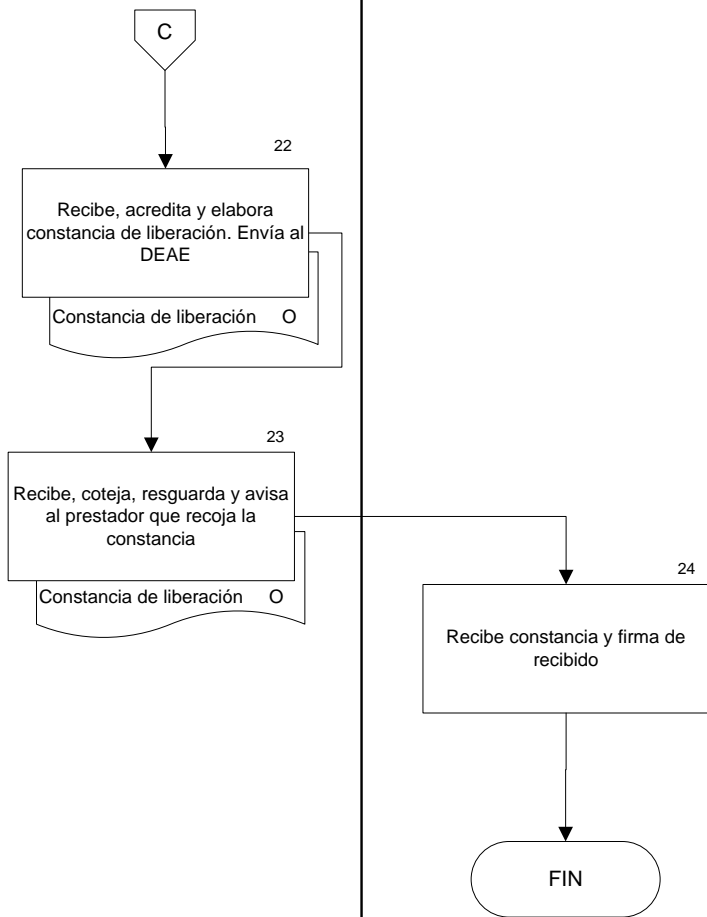 C
22
Recibe, acredita y elabora
constancia de liberación. Envía al
DEAE
Constancia de liberación O
23
Recibe, coteja, resguarda y avisa
al prestador que recoja la
constancia
Constancia de liberación O
24
Recibe constancia y firma de
recibido
FIN